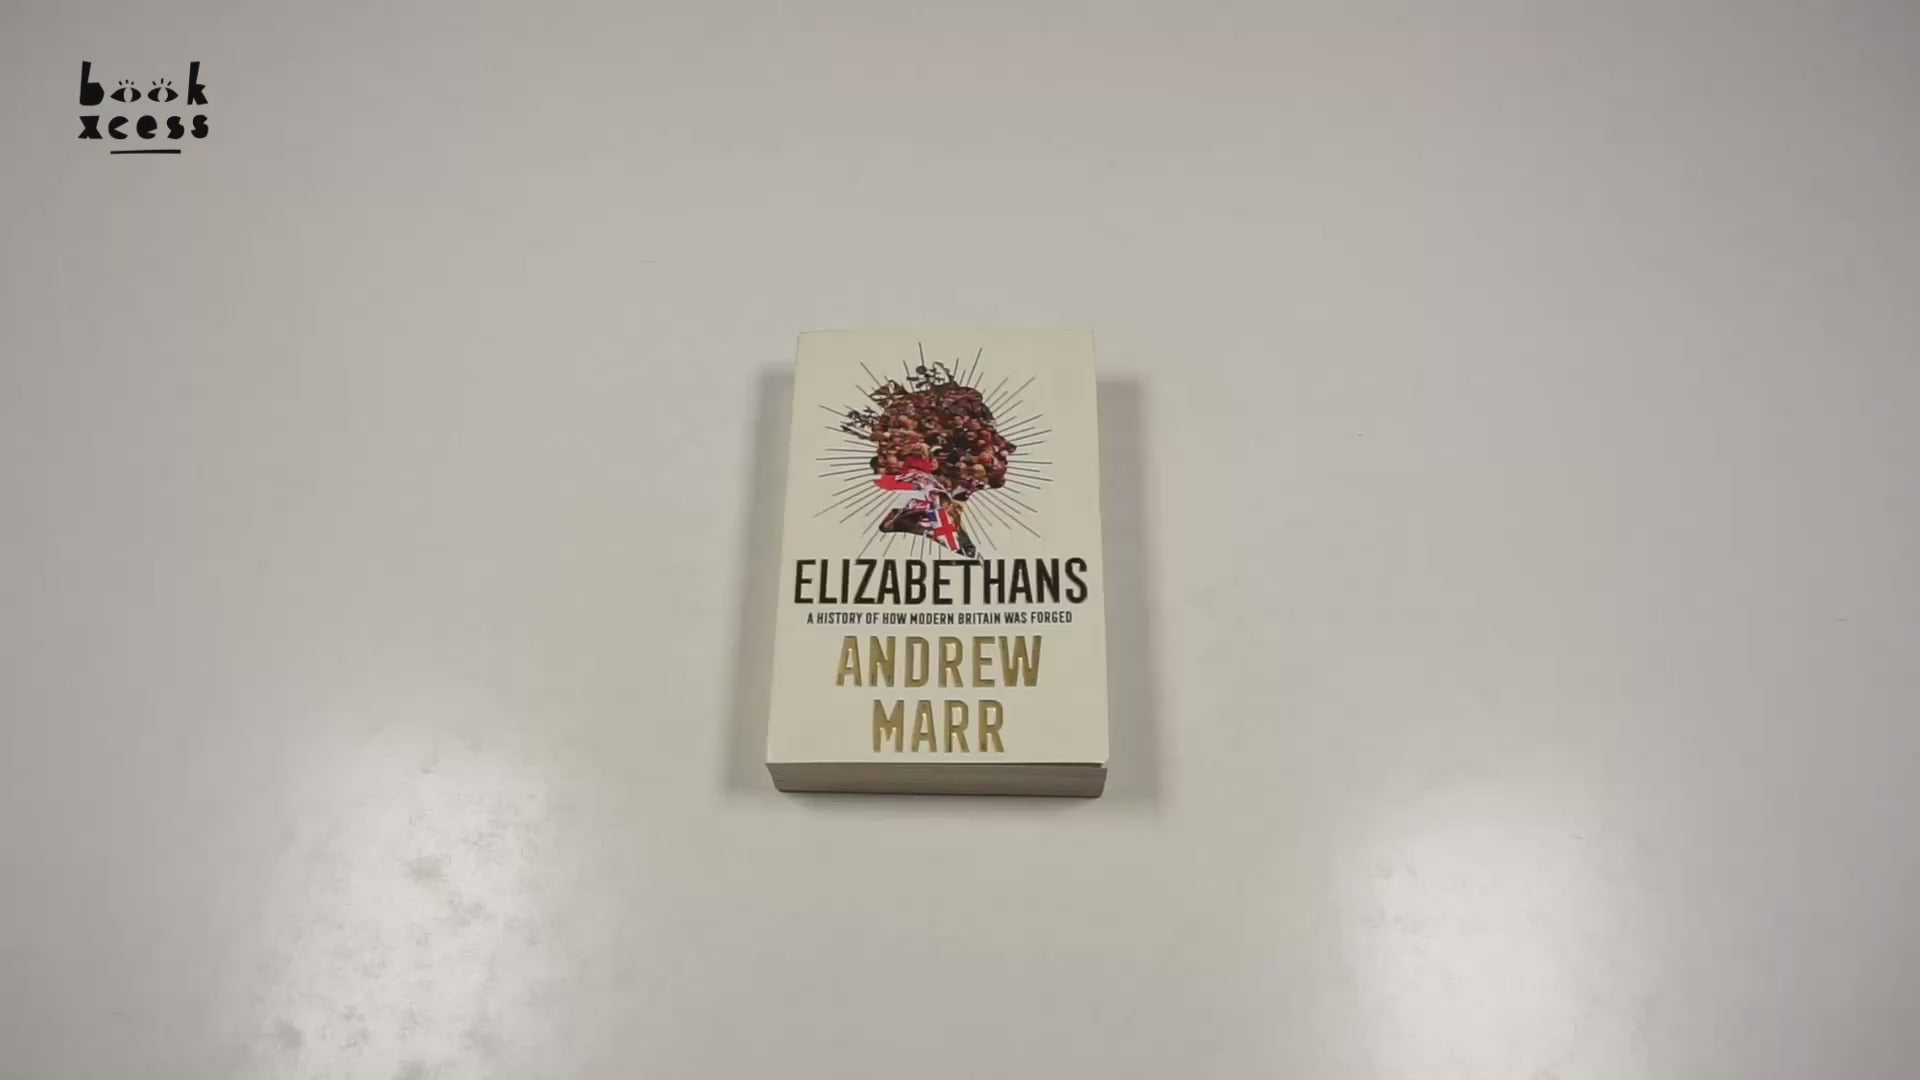 book
xcess
ELIZABETHANS
A HISTORY OF HOW MODERN BRITAIN WAS FORGED
ANDREW
MARR